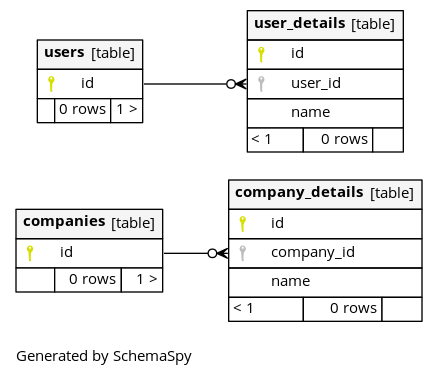 users [table]
id
0 rows 1 >
user_details [table]
id
user_id
name
< 1 0 rows
companies [table]
id
0 rows 1 >
company_details [table]
id
company_id
name
< 1 0 rows
Generated by SchemaSpy